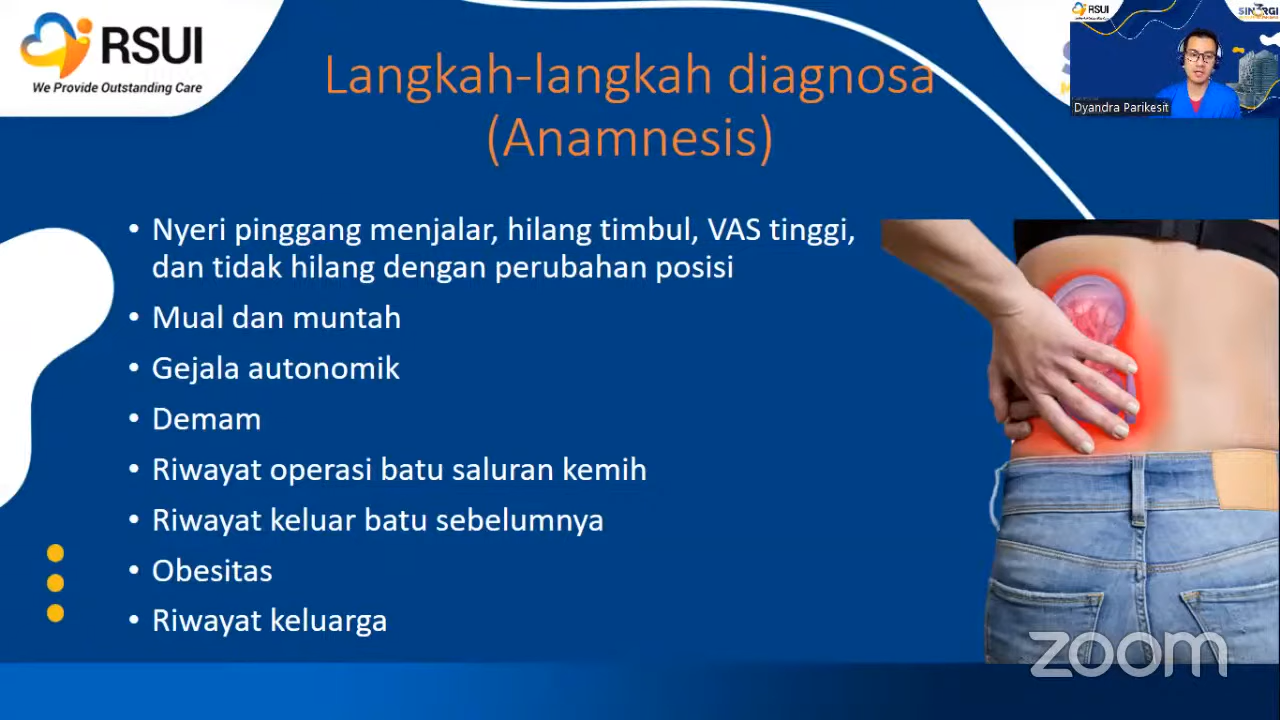 RSUI
We Provide Outstanding Care
Langkah-langkah diagnosa
(Anamnesis)
• Nyeri pinggang menjalar, hilang timbul, VAS tinggi,
dan tidak hilang dengan perubahan posisi
• Mual dan muntah
• Gejala autonomik
• Demam
• Riwayat operasi batu saluran kemih
• Riwayat keluar batu sebelumnya
• Obesitas
• Riwayat keluarga
RSUI
SINERGI
Dyandra Parikesit
zoom